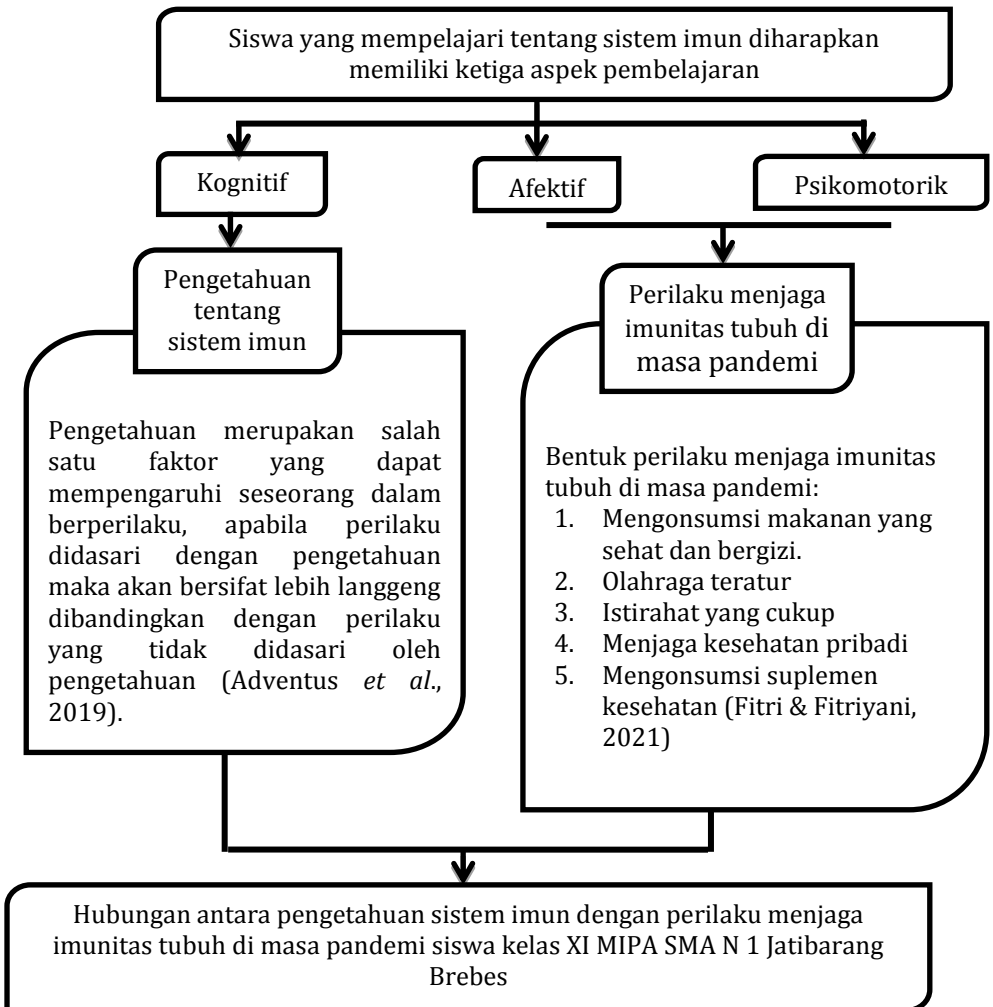 Siswa yang mempelajari tentang sistem imun diharapkan
memiliki ketiga aspek pembelajaran
Kognitif
Afektif
Psikomotorik
Pengetahuan
tentang
sistem imun
Pengetahuan merupakan salah
satu faktor yang dapat
mempengaruhi seseorang dalam
berperilaku, apabila perilaku
didasari dengan pengetahuan
maka akan bersifat lebih langgeng
dibandingkan dengan perilaku
yang tidak didasari oleh
pengetahuan (Adventus et al.,
2019).
Perilaku menjaga
imunitas tubuh di
masa pandemi
Bentuk perilaku menjaga imunitas
tubuh di masa pandemi:
1. Mengonsumsi makanan yang
sehat dan bergizi.
2. Olahraga teratur
3. Istirahat yang cukup
4. Menjaga kesehatan pribadi
5. Mengonsumsi suplemen
kesehatan (Fitri & Fitriyani,
2021)
Hubungan antara pengetahuan sistem imun dengan perilaku menjaga
imunitas tubuh di masa pandemi siswa kelas XI MIPA SMA N 1 Jatibarang
Brebes